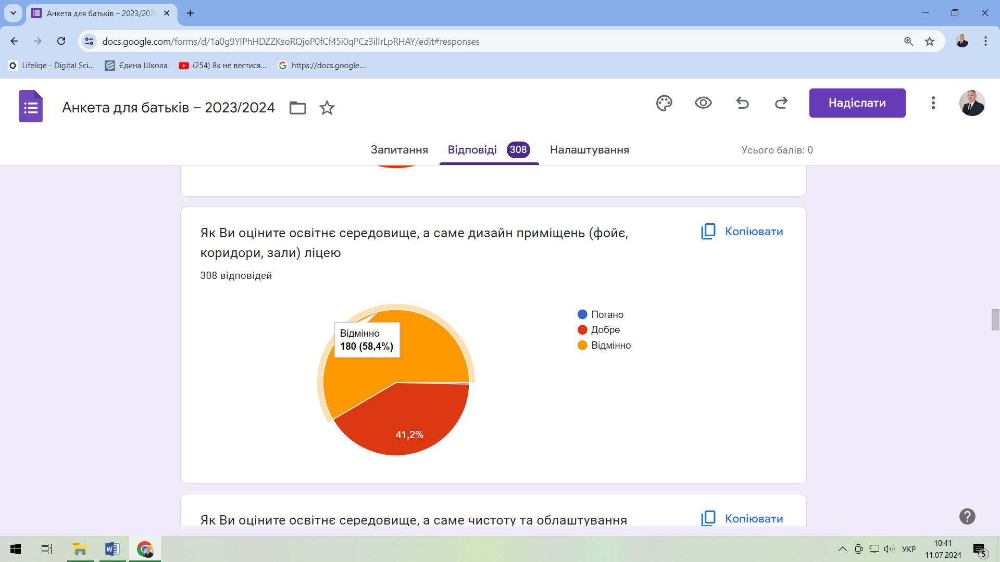 Анкета для батьків – 2023/202
docs.google.com/forms/d/1a0g9YIPhHDZZKsoRQjoP0fCf45i0qPCz3ilIrLpRHAY/edit#responses
Lifeliqe - Digital Sci...
Єдина Школа
(254) Як не вестися...
https://docs.google....
Анкета для батьків – 2023/2024
Надіслати
Запитання
Відповіді 308
Налаштування
Усього балів: 0
Як Ви оціните освітнє середовище, а саме дизайн приміщень (фойє,
коридори, зали) ліцею
Копіювати
308 відповідей
Відмінно
180 (58,4%)
41,2%
Погано
Добре
Відмінно
Як Ви оціните освітнє середовище, а саме чистоту та облаштування
Копіювати
УКР
10:41
11.07.2024
5